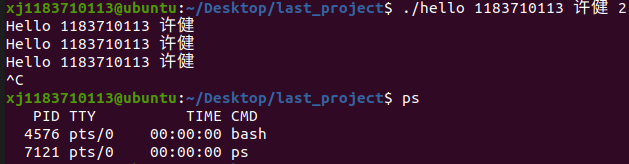 xj1183710113@ubuntu:~/Desktop/last_project$ ./hello 1183710113 许健 2
Hello 1183710113 许健
Hello 1183710113 许健
Hello 1183710113 许健
^C
xj1183710113@ubuntu:~/Desktop/last_project$ ps
    PID TTY          TIME CMD
   4576 pts/0    00:00:00 bash
   7121 pts/0    00:00:00 ps